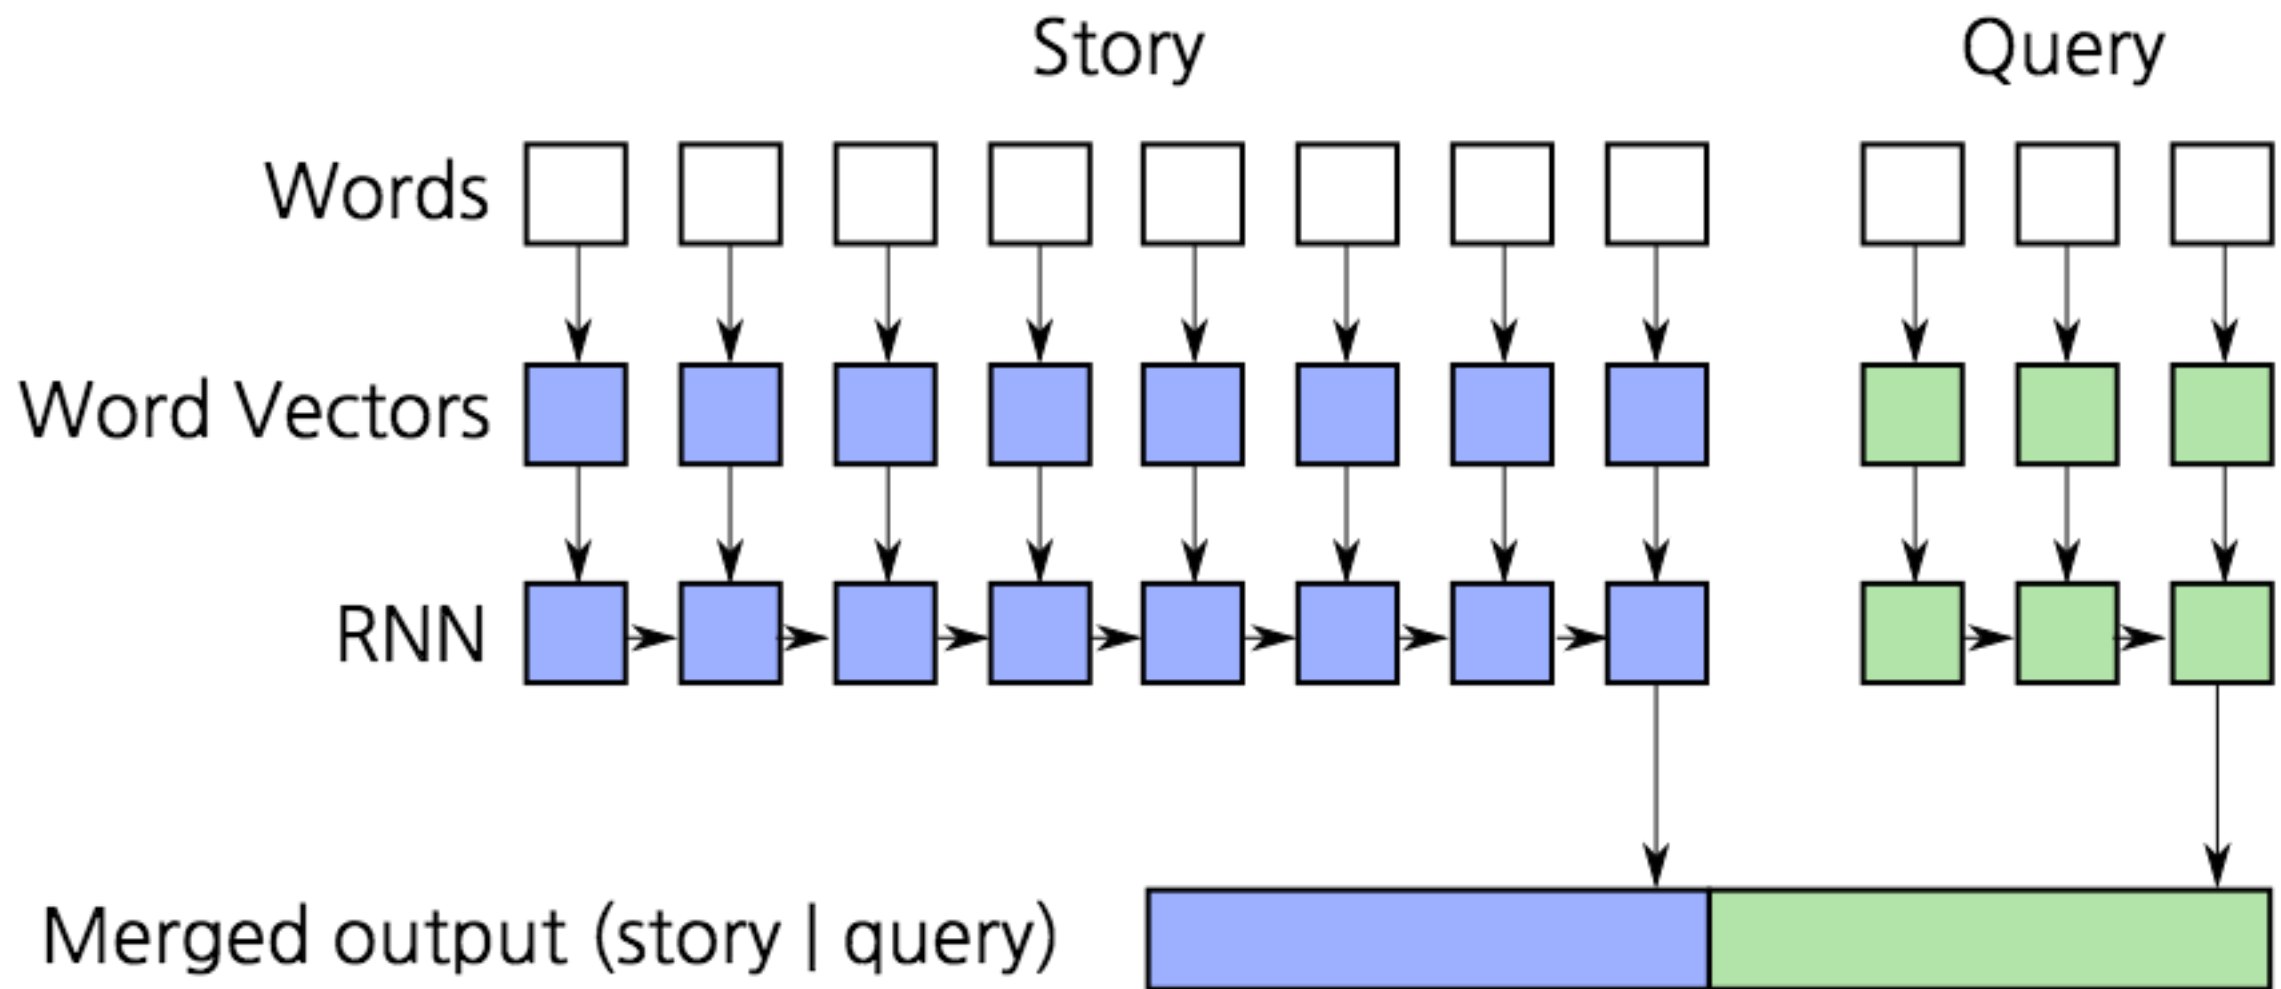 Story
Query
Words
Word Vectors
RNN
Merged output (story | query)